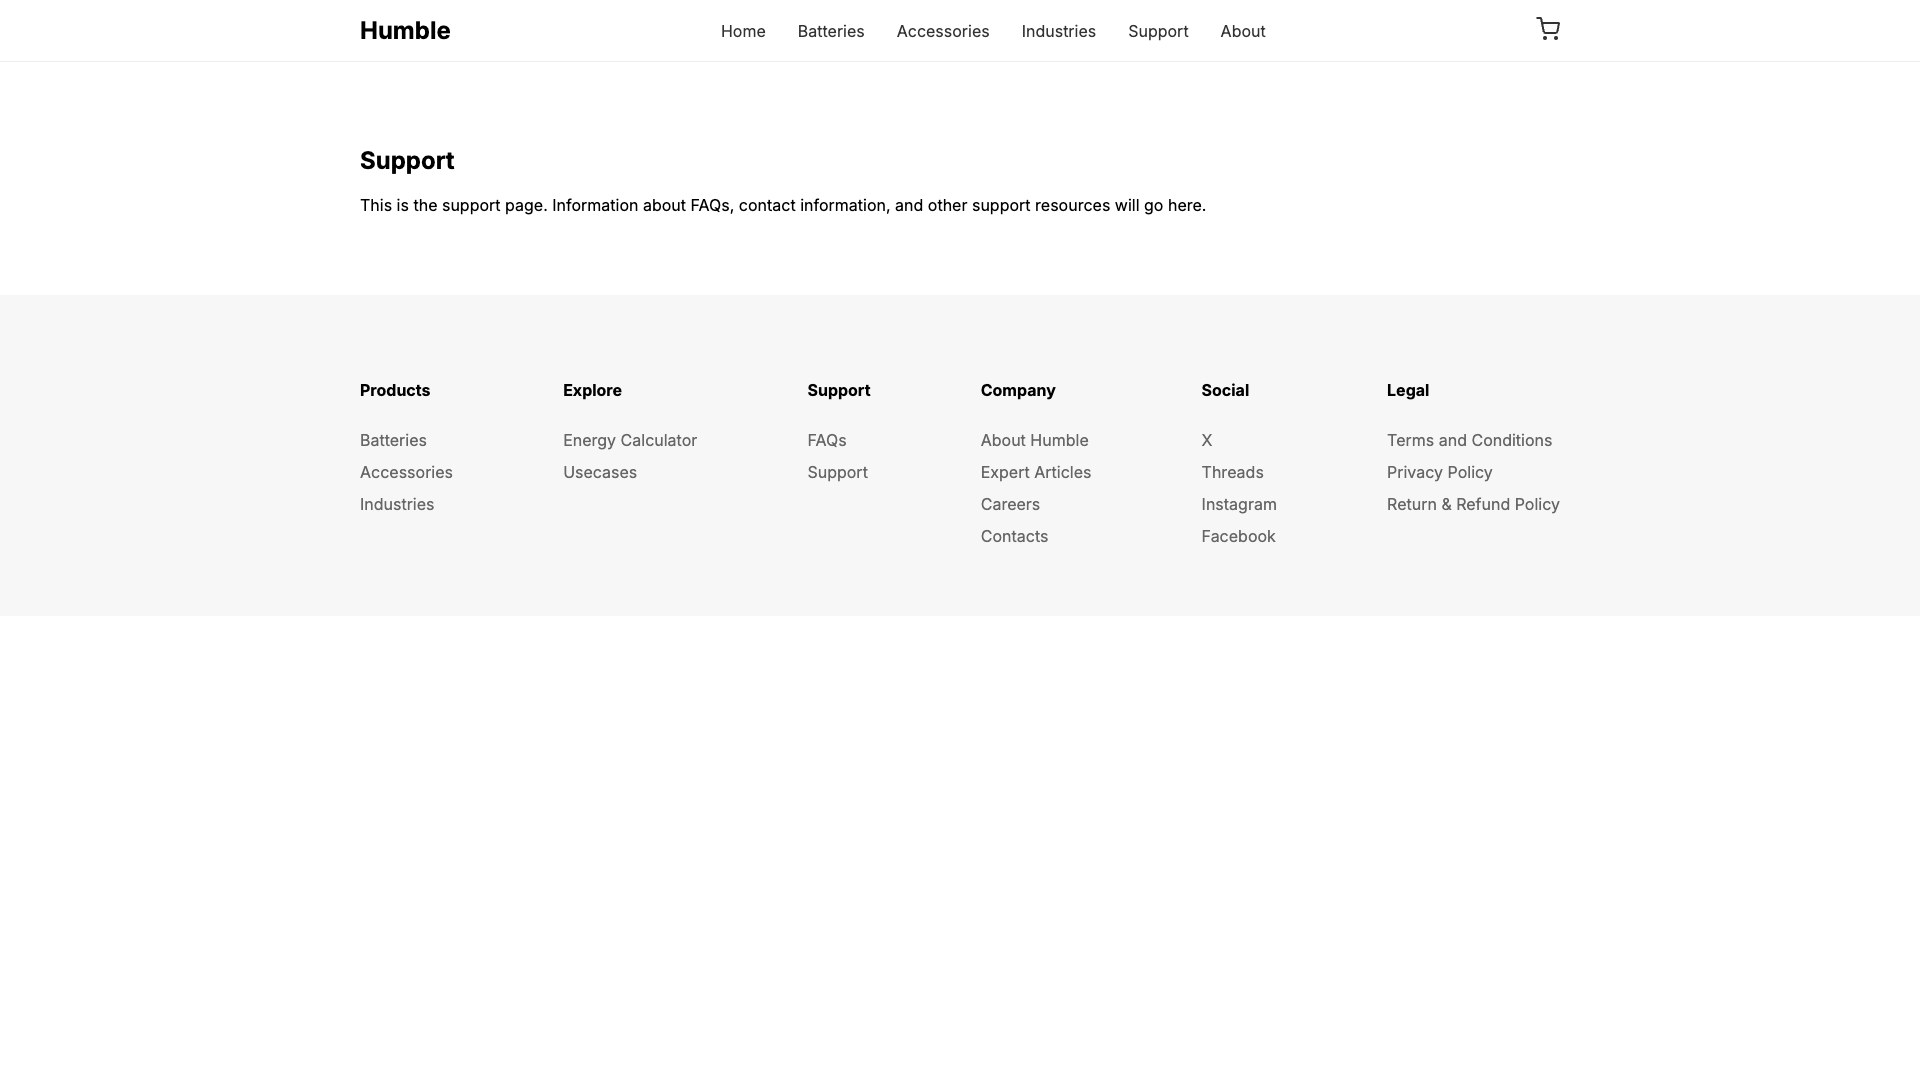 Humble
Home Batteries Accessories Industries Support About
Support
This is the support page. Information about FAQs, contact information, and other support resources will go here.
Products
Batteries
Accessories
Industries
Explore
Energy Calculator
Usecases
Support
FAQs
Support
Company
About Humble
Expert Articles
Careers
Contacts
Social
X
Threads
Instagram
Facebook
Legal
Terms and Conditions
Privacy Policy
Return & Refund Policy